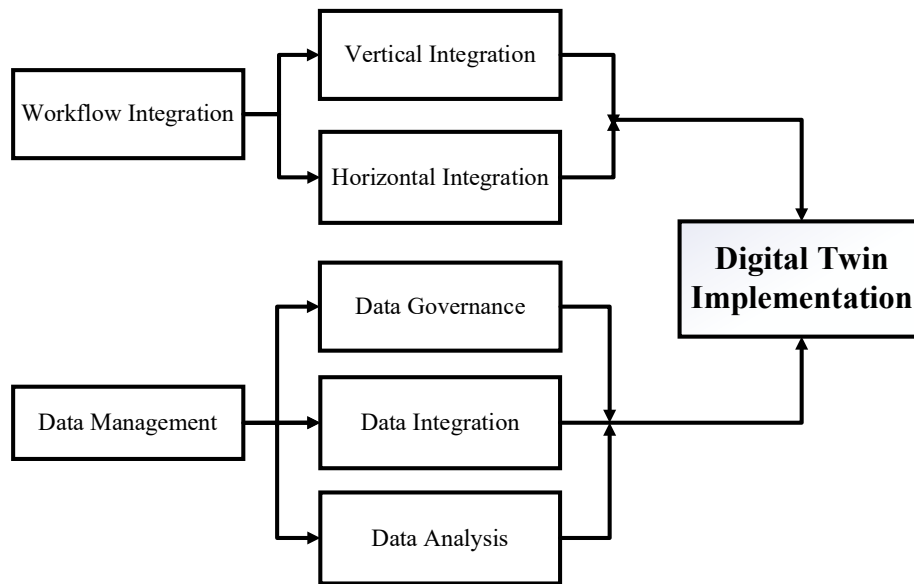 Vertical Integration
Workflow Integration
Horizontal Integration
Digital Twin
Implementation
Data Governance
Data Management
Data Integration
Data Analysis